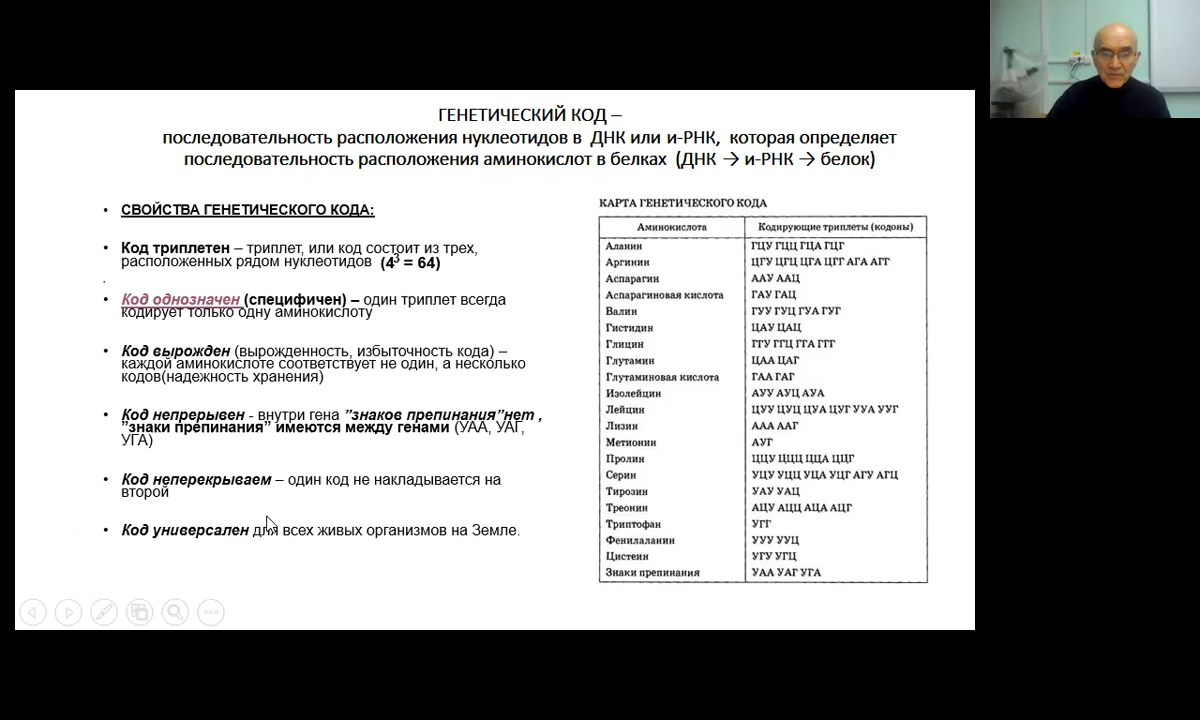 ГЕНЕТИЧЕСКИЙ КОД –
последовательность расположения нуклеотидов в ДНК или и-РНК, которая определяет
последовательность расположения аминокислот в белках (ДНК → и-РНК → белок)
• СВОЙСТВА ГЕНЕТИЧЕСКОГО КОДА:
• Код триплетен – триплет, или код состоит из трех,
расположенных рядом нуклеотидов (4³ = 64)
.
• Код однозначен (специфичен) – один триплет всегда
кодирует только одну аминокислоту
• Код вырожден (вырожденность, избыточность кода) –
каждой аминокислоте соответствует не один, а несколько
кодов(надежность хранения)
• Код непрерывен - внутри гена ”знаков препинания”нет ,
”знаки препинания” имеются между генами (УАА, УАГ,
УГА)
• Код неперекрываем – один код не накладывается на
второй
• Код универсален для всех живых организмов на Земле.
КАРТА ГЕНЕТИЧЕСКОГО КОДА
Аминокислота Кодирующие триплеты (кодоны)
Аланин ГЦУ ГЦЦ ГЦА ГЦГ
Аргинин ЦГУ ЦГЦ ЦГА ЦГГ АГА АГГ
Аспарагин ААУ ААЦ
Аспарагиновая кислота ГАУ ГАЦ
Валин ГУУ ГУЦ ГУА ГУГ
Гистидин ЦАУ ЦАЦ
Глицин ГГУ ГГЦ ГГА ГГГ
Глутамин ЦАА ЦАГ
Глутаминовая кислота ГАА ГАГ
Изолейцин АУУ АУЦ АУА
Лейцин ЦУУ ЦУЦ ЦУА ЦУГ УУА УУГ
Лизин ААА ААГ
Метионин АУГ
Пролин ЦЦУ ЦЦЦ ЦЦА ЦЦГ
Серин УЦУ УЦЦ УЦА УЦГ АГУ АГЦ
Тирозин УАУ УАЦ
Треонин АЦУ АЦЦ АЦА АЦГ
Триптофан УГГ
Фенилаланин УУУ УУЦ
Цистеин УГУ УГЦ
Знаки препинания УАА УАГ УГА